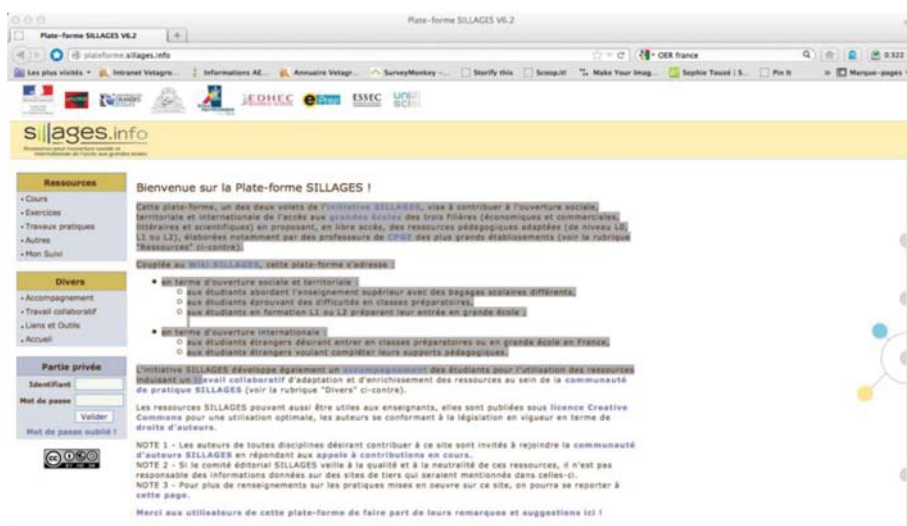 Plate-forme SILLAGES V6.2
Plate-forme SILLAGES V6.2
plateforme.sillages.info
OER france
0.322
Les plus visités
Intranet Vetagro...
Informations AE...
Annuaire Vetagr...
SurveyMonkey –...
Storify this
Scoop.it!
Make Your Imag...
Sophie Touzé | S...
Pin It
Marque-pages
EDHEC
ESSEC
sillages.info
Ressources pour l'ouverture sociale et
internationale de l'accès aux grandes écoles
Ressources
Cours
Exercices
Travaux pratiques
Autres
Mon Suivi
Divers
Accompagnement
Travail collaboratif
Liens et Outils
Accueil
Partie privée
Identifiant
Mot de passe
Valider
Mot de passe oublié !
Bienvenue sur la Plate-forme SILLAGES !
Cette plate-forme, un des deux volets de l'initiative SILLAGES, vise à contribuer à l'ouverture sociale,
territoriale et internationale de l'accès aux grandes écoles des trois filières (économiques et commerciales,
littéraires et scientifiques) en proposant, en libre accès, des ressources pédagogiques adaptées (de niveau L0,
L1 ou L2), élaborées notamment par des professeurs de CPGE des plus grands établissements (voir la rubrique
"Ressources" ci-contre).
Couplée au Wiki SILLAGES, cette plate-forme s'adresse :
en terme d'ouverture sociale et territoriale :
aux étudiants abordant l'enseignement supérieur avec des bagages scolaires différents,
aux étudiants éprouvant des difficultés en classes préparatoires,
aux étudiants en formation L1 ou L2 préparant leur entrée en grande école ;
en terme d'ouverture internationale :
aux étudiants étrangers désirant entrer en classes préparatoires ou en grande école en France,
aux étudiants étrangers voulant compléter leurs supports pédagogiques.
L'initiative SILLAGES développe également un accompagnement des étudiants pour l'utilisation des ressources
induisant un travail collaboratif d'adaptation et d'enrichissement des ressources au sein de la communauté
de pratique SILLAGES (voir la rubrique "Divers" ci-contre).
Les ressources SILLAGES pouvant aussi être utiles aux enseignants, elles sont publiées sous licence Creative
Commons pour une utilisation optimale, les auteurs se conformant à la législation en vigueur en terme de
droits d'auteurs.
NOTE 1 - Les auteurs de toutes disciplines désirant contribuer à ce site sont invités à rejoindre la communauté
d'auteurs SILLAGES en répondant aux appels à contributions en cours.
NOTE 2 - Si le comité éditorial SILLAGES veille à la qualité et à la neutralité de ces ressources, il n'est pas
responsable des informations données sur des sites de tiers qui seraient mentionnés dans celles-ci.
NOTE 3 - Pour plus de renseignements sur les pratiques mises en oeuvre sur ce site, on pourra se reporter à
cette page.
Merci aux utilisateurs de cette plate-forme de faire part de leurs remarques et suggestions ici !